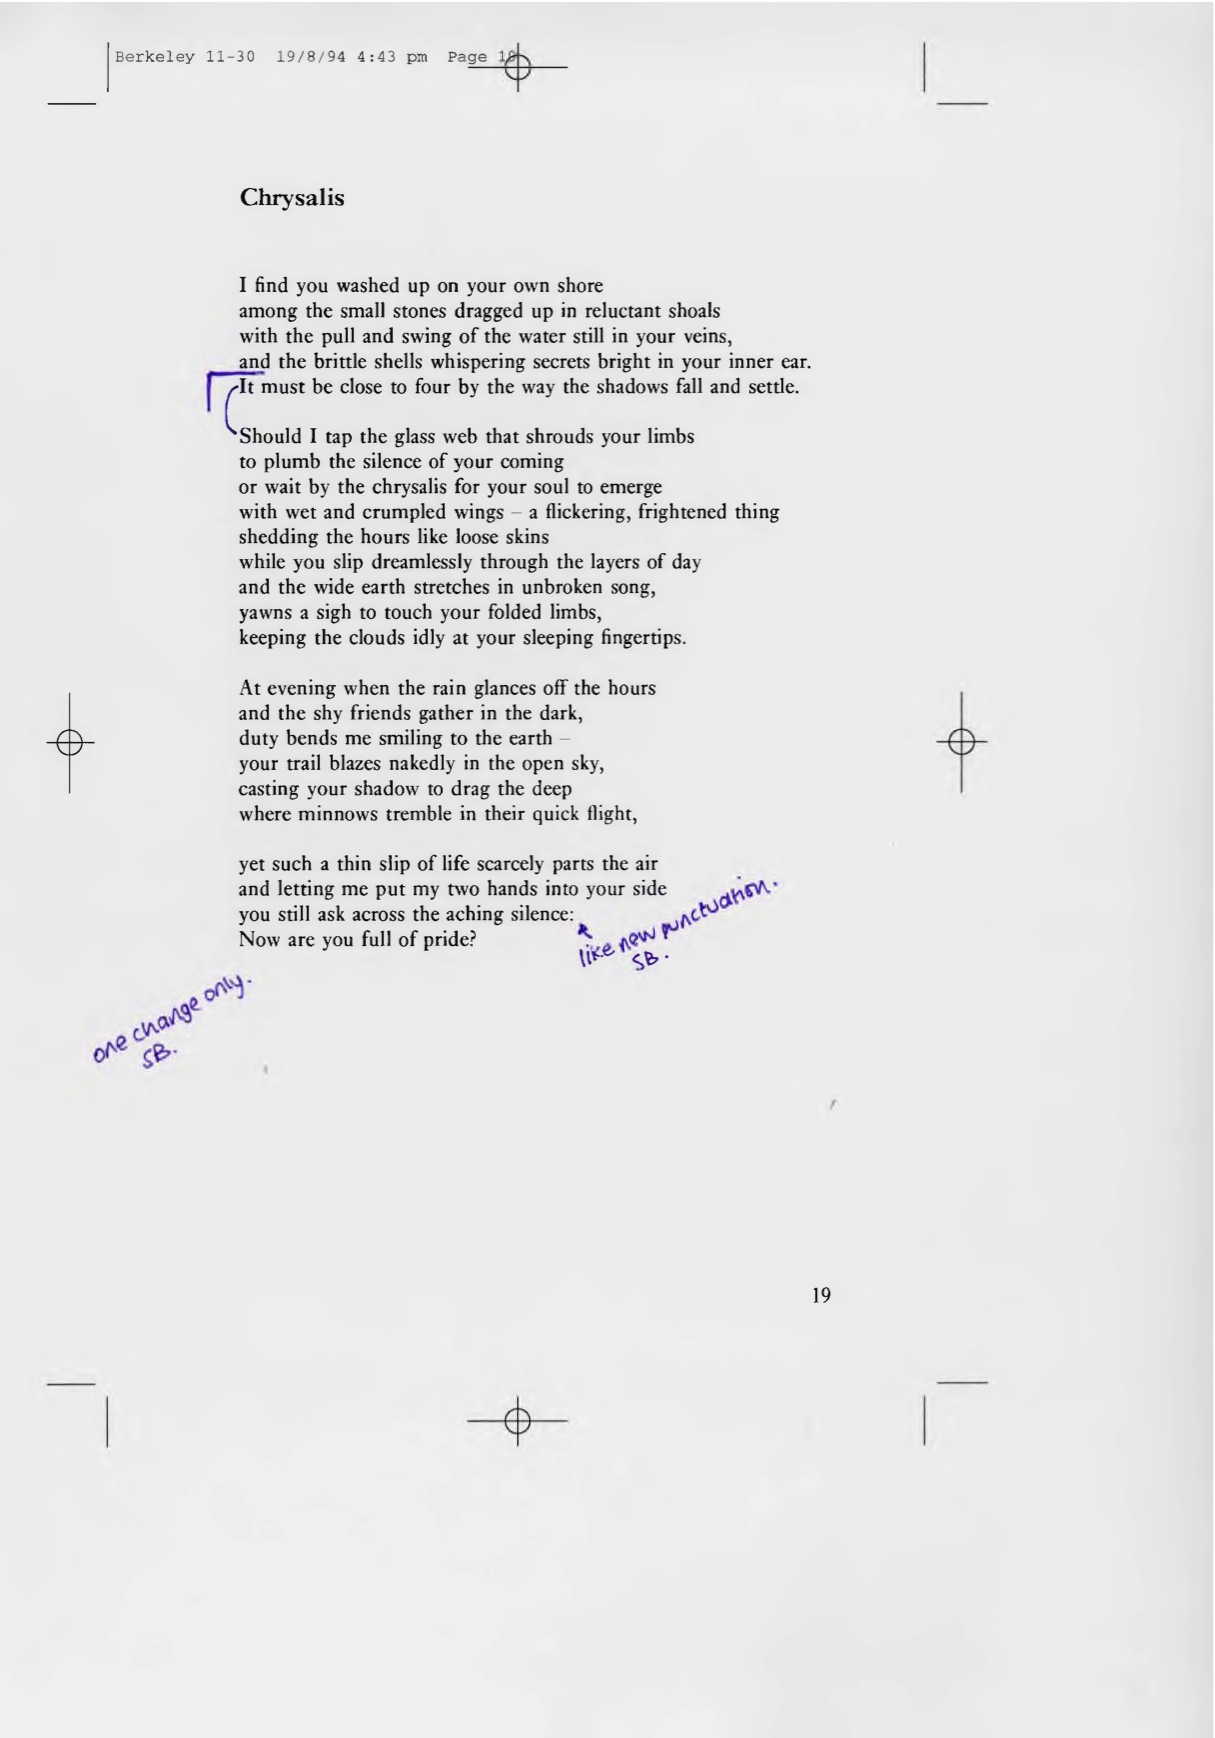 Berkeley 11-30 19/8/94 4:43 pm Page
Chrysalis
I find you washed up on your own shore
among the small stones dragged up in reluctant shoals
with the pull and swing of the water still in your veins,
and the brittle shells whispering secrets bright in your inner ear.
It must be close to four by the way the shadows fall and settle.
Should I tap the glass web that shrouds your limbs
to plumb the silence of your coming
or wait by the chrysalis for your soul to emerge
with wet and crumpled wings – a flickering, frightened thing
shedding the hours like loose skins
while you slip dreamlessly through the layers of day
and the wide earth stretches in unbroken song,
yawns a sigh to touch your folded limbs,
keeping the clouds idly at your sleeping fingertips.
At evening when the rain glances off the hours
and the shy friends gather in the dark,
duty bends me smiling to the earth –
your trail blazes nakedly in the open sky,
casting your shadow to drag the deep
where minnows tremble in their quick flight,
yet such a thin slip of life scarcely parts the air
and letting me put my two hands into your side
you still ask across the aching silence:
Now are you full of pride?
like new punctuation.
SB.
one change only.
SB.
19